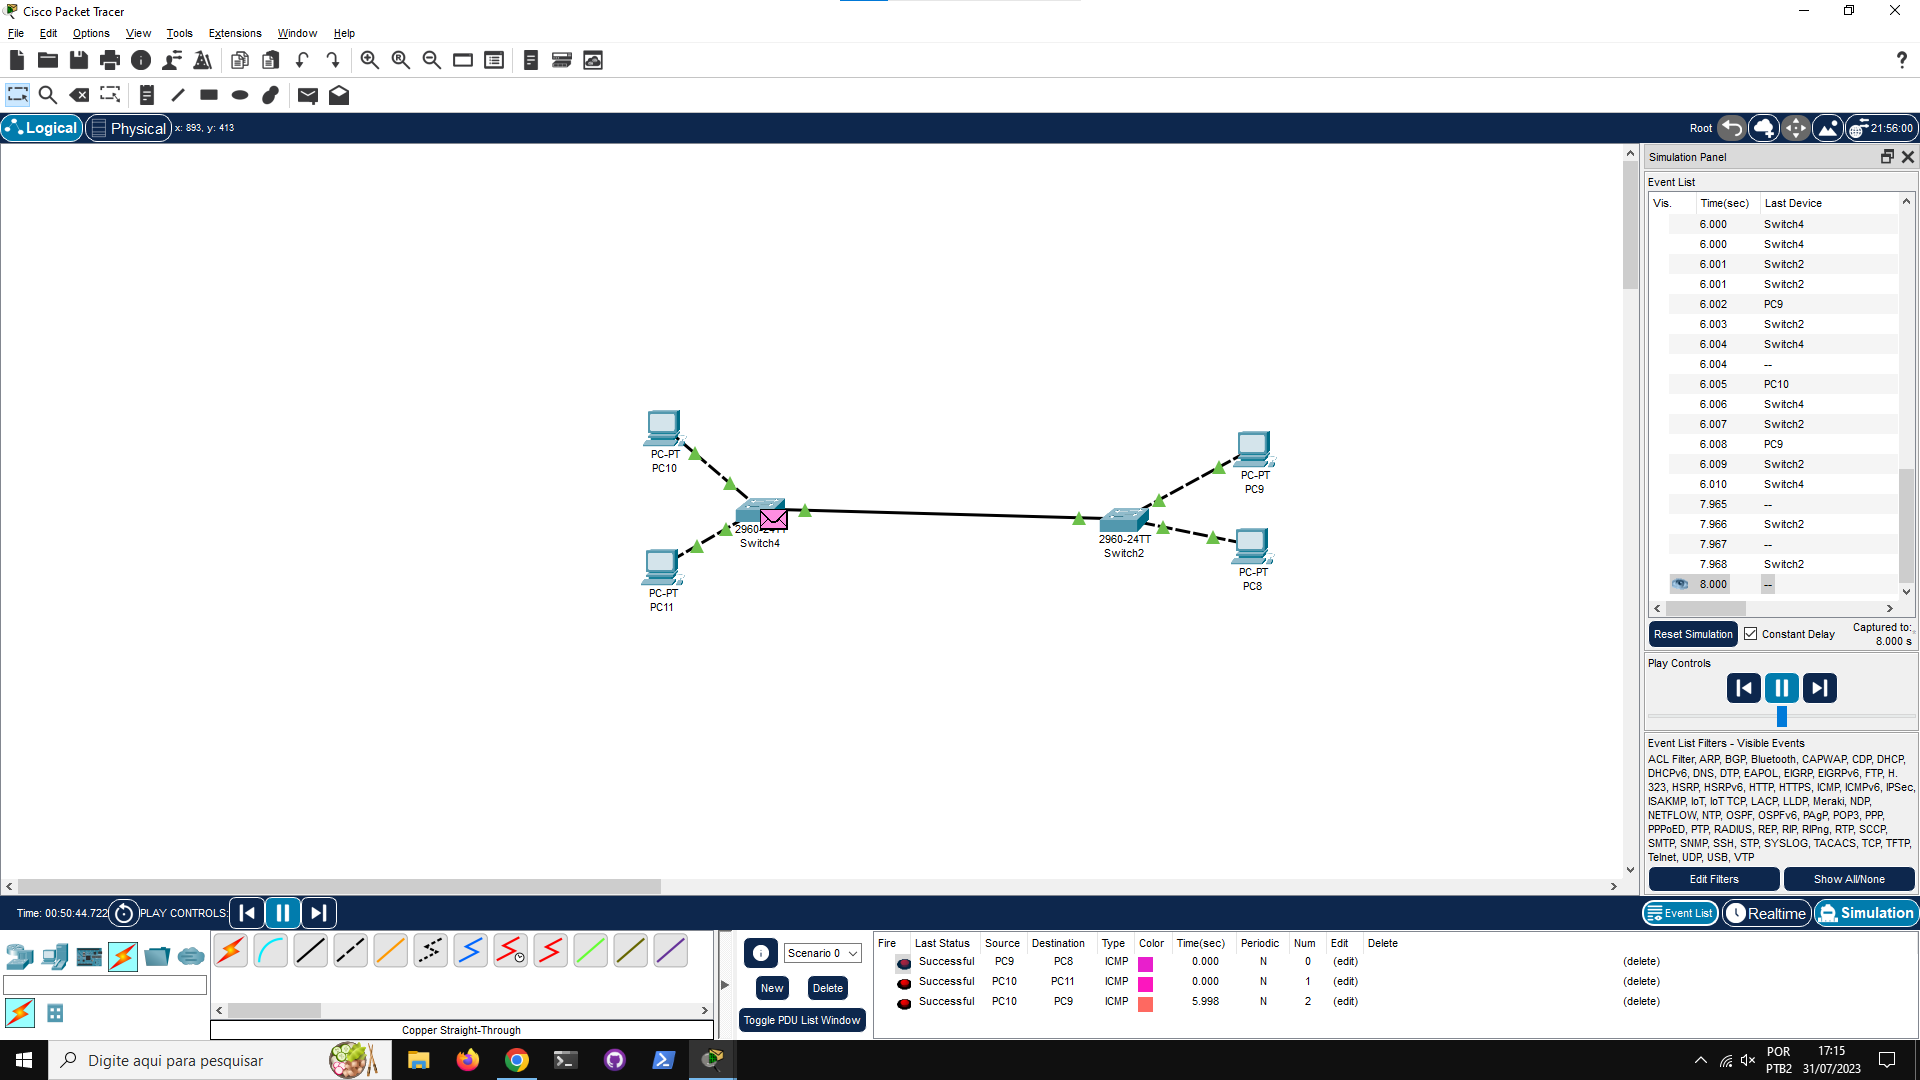 Cisco Packet Tracer
File Edit Options View Tools Extensions Window Help
Logical Physical x: 893, y: 413 Root 21:56:00
Simulation Panel
Event List
Vis. Time(sec) Last Device
6.000 Switch4
6.000 Switch4
6.001 Switch2
6.001 Switch2
6.002 PC9
6.003 Switch2
6.004 Switch4
6.004 --
6.005 PC10
6.006 Switch4
6.007 Switch2
6.008 PC9
6.009 Switch2
6.010 Switch4
7.965 --
7.966 Switch2
7.967 --
7.968 Switch2
8.000 --
Reset Simulation Constant Delay Captured to:
8.000 s
Play Controls
Event List Filters - Visible Events
ACL Filter, ARP, BGP, Bluetooth, CAPWAP, CDP, DHCP,
DHCPv6, DNS, DTP, EAPOL, EIGRP, EIGRPv6, FTP, H.
323, HSRP, HSRPv6, HTTP, HTTPS, ICMP, ICMPv6, IPSec,
ISAKMP, IoT, IoT TCP, LACP, LLDP, Meraki, NDP,
NETFLOW, NTP, OSPF, OSPFv6, PAgP, POP3, PPP,
PPPoED, PTP, RADIUS, REP, RIP, RIPng, RTP, SCCP,
SMTP, SNMP, SSH, STP, SYSLOG, TACACS, TCP, TFTP,
Telnet, UDP, USB, VTP
Edit Filters Show All/None
PC-PT
PC10
2960-24TT
Switch4
PC-PT
PC11
PC-PT
PC9
2960-24TT
Switch2
PC-PT
PC8
Time: 00:50:44.722 PLAY CONTROLS: Event List Realtime Simulation
Copper Straight-Through
Scenario 0
New Delete
Toggle PDU List Window
Fire Last Status Source Destination Type Color Time(sec) Periodic Num Edit Delete
Successful PC9 PC8 ICMP 0.000 N 0 (edit) (delete)
Successful PC10 PC11 ICMP 0.000 N 1 (edit) (delete)
Successful PC10 PC9 ICMP 5.998 N 2 (edit) (delete)
Digite aqui para pesquisar
POR
PTB2
17:15
31/07/2023